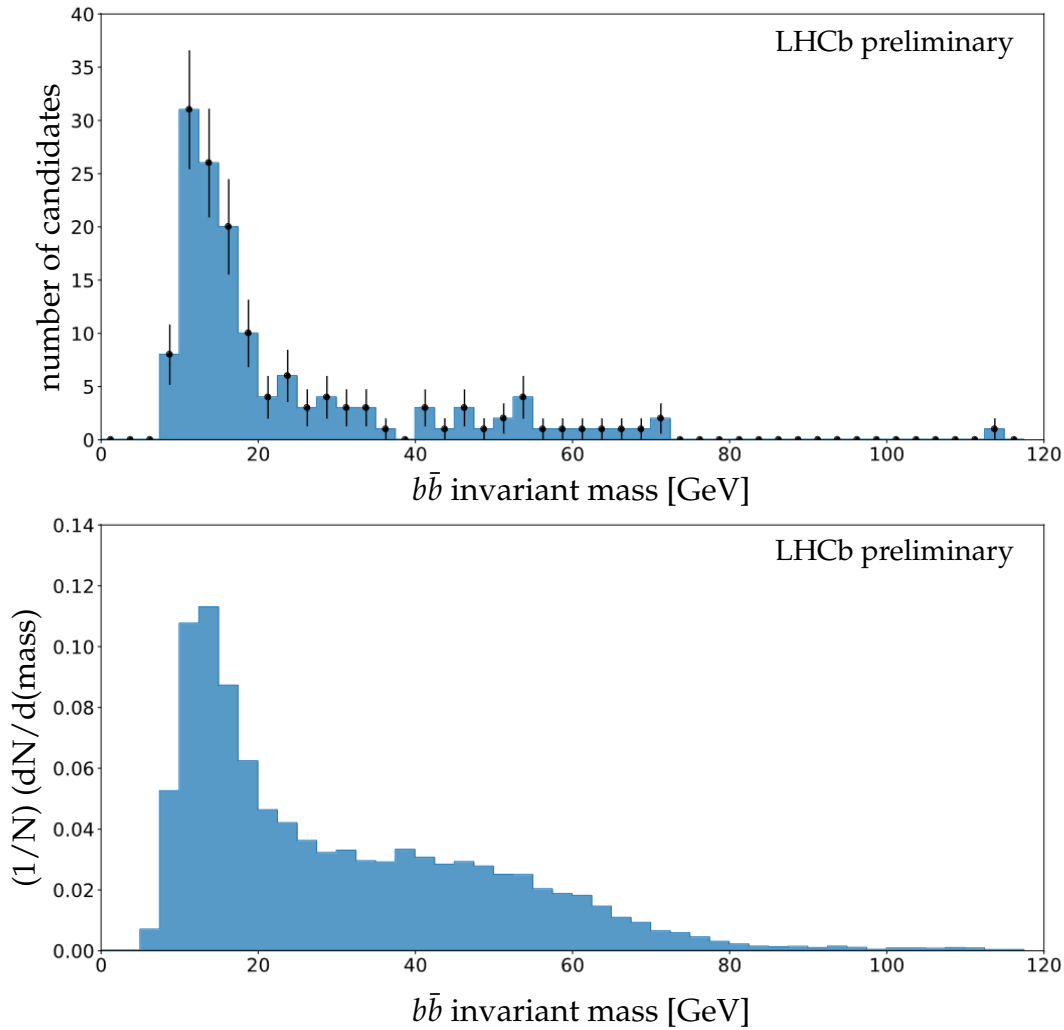 LHCb preliminary
number of candidates
40
35
30
25
20
15
10
5
0
0 20 40 60 80 100 120
bb̄ invariant mass [GeV]
LHCb preliminary
(1/N) (dN/d(mass)
0.14
0.12
0.10
0.08
0.06
0.04
0.02
0.00
0 20 40 60 80 100 120
bb̄ invariant mass [GeV]